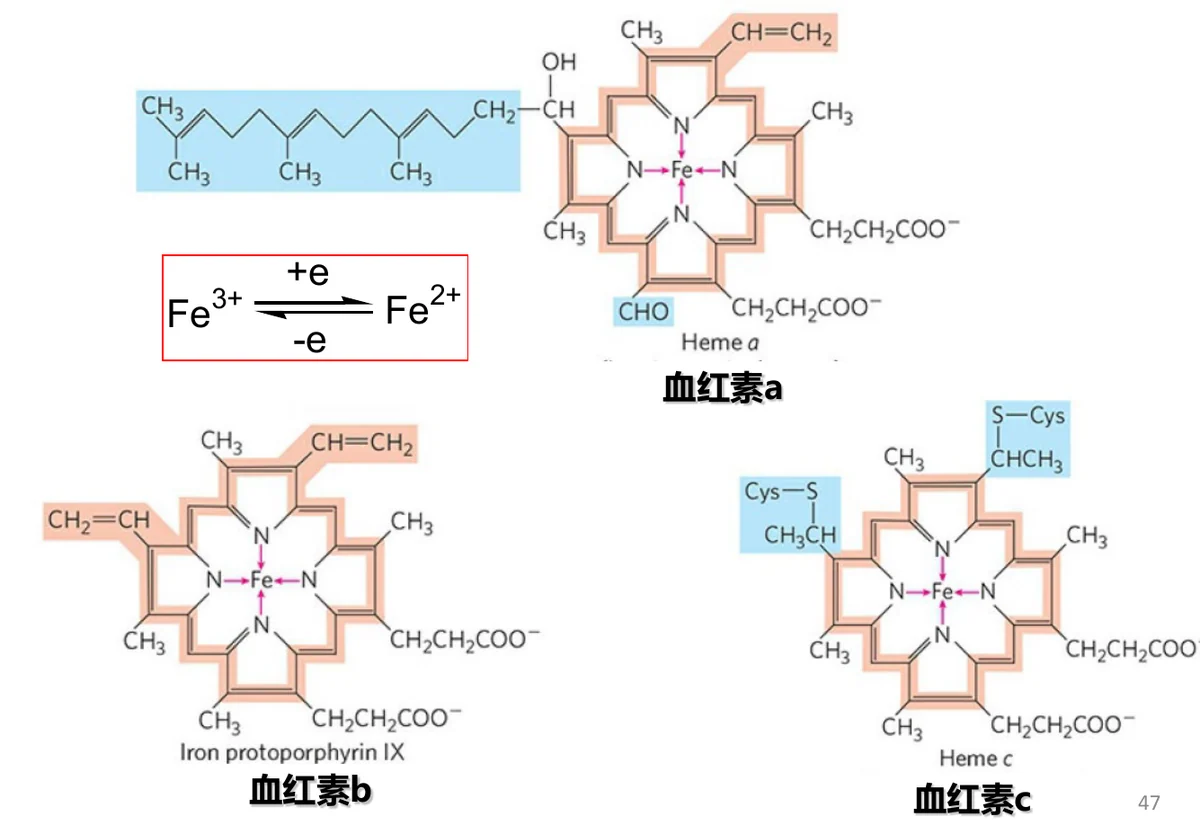 CH3
CH=CH2
OH
CH3
CH2
CH
CH3
CH3
CH3
CH3
N
N
Fe
N
N
CH3
CH2CH2COO−
CHO
CH2CH2COO−
Heme a
血红素a
+e
Fe3+
Fe2+
-e
CH3
CH=CH2
CH2=CH
CH3
N
N
Fe
N
N
CH3
CH2CH2COO−
CH3
CH2CH2COO−
Iron protoporphyrin IX
血红素b
S—Cys
CH3
CHCH3
Cys—S
CH3CH
CH3
N
N
Fe
N
N
CH3
CH2CH2COO
CH3
CH2CH2COO−
Heme c
血红素c
47